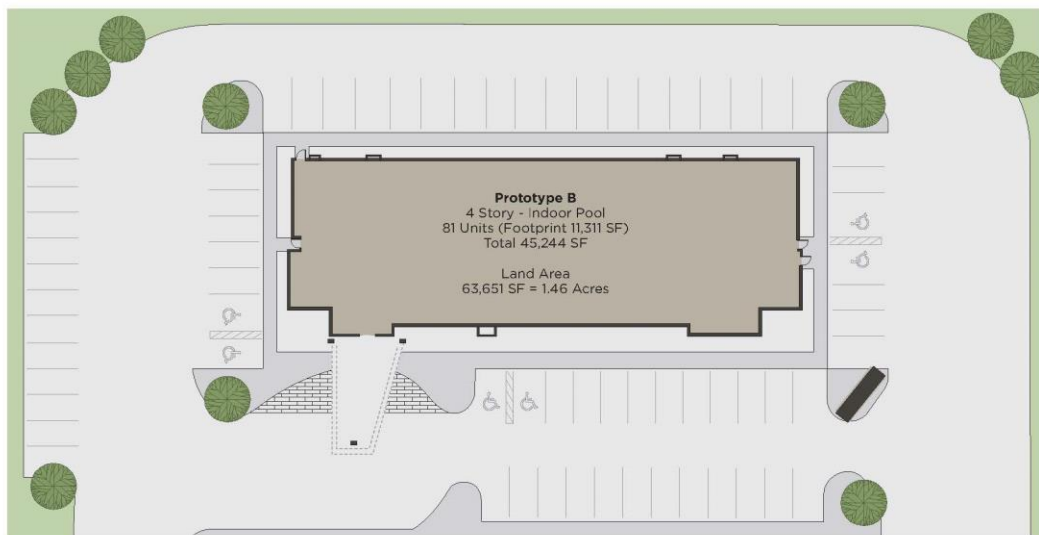 Prototype B
4 Story - Indoor Pool
81 Units (Footprint 11,311 SF)
Total 45,244 SF
Land Area
63,651 SF = 1.46 Acres